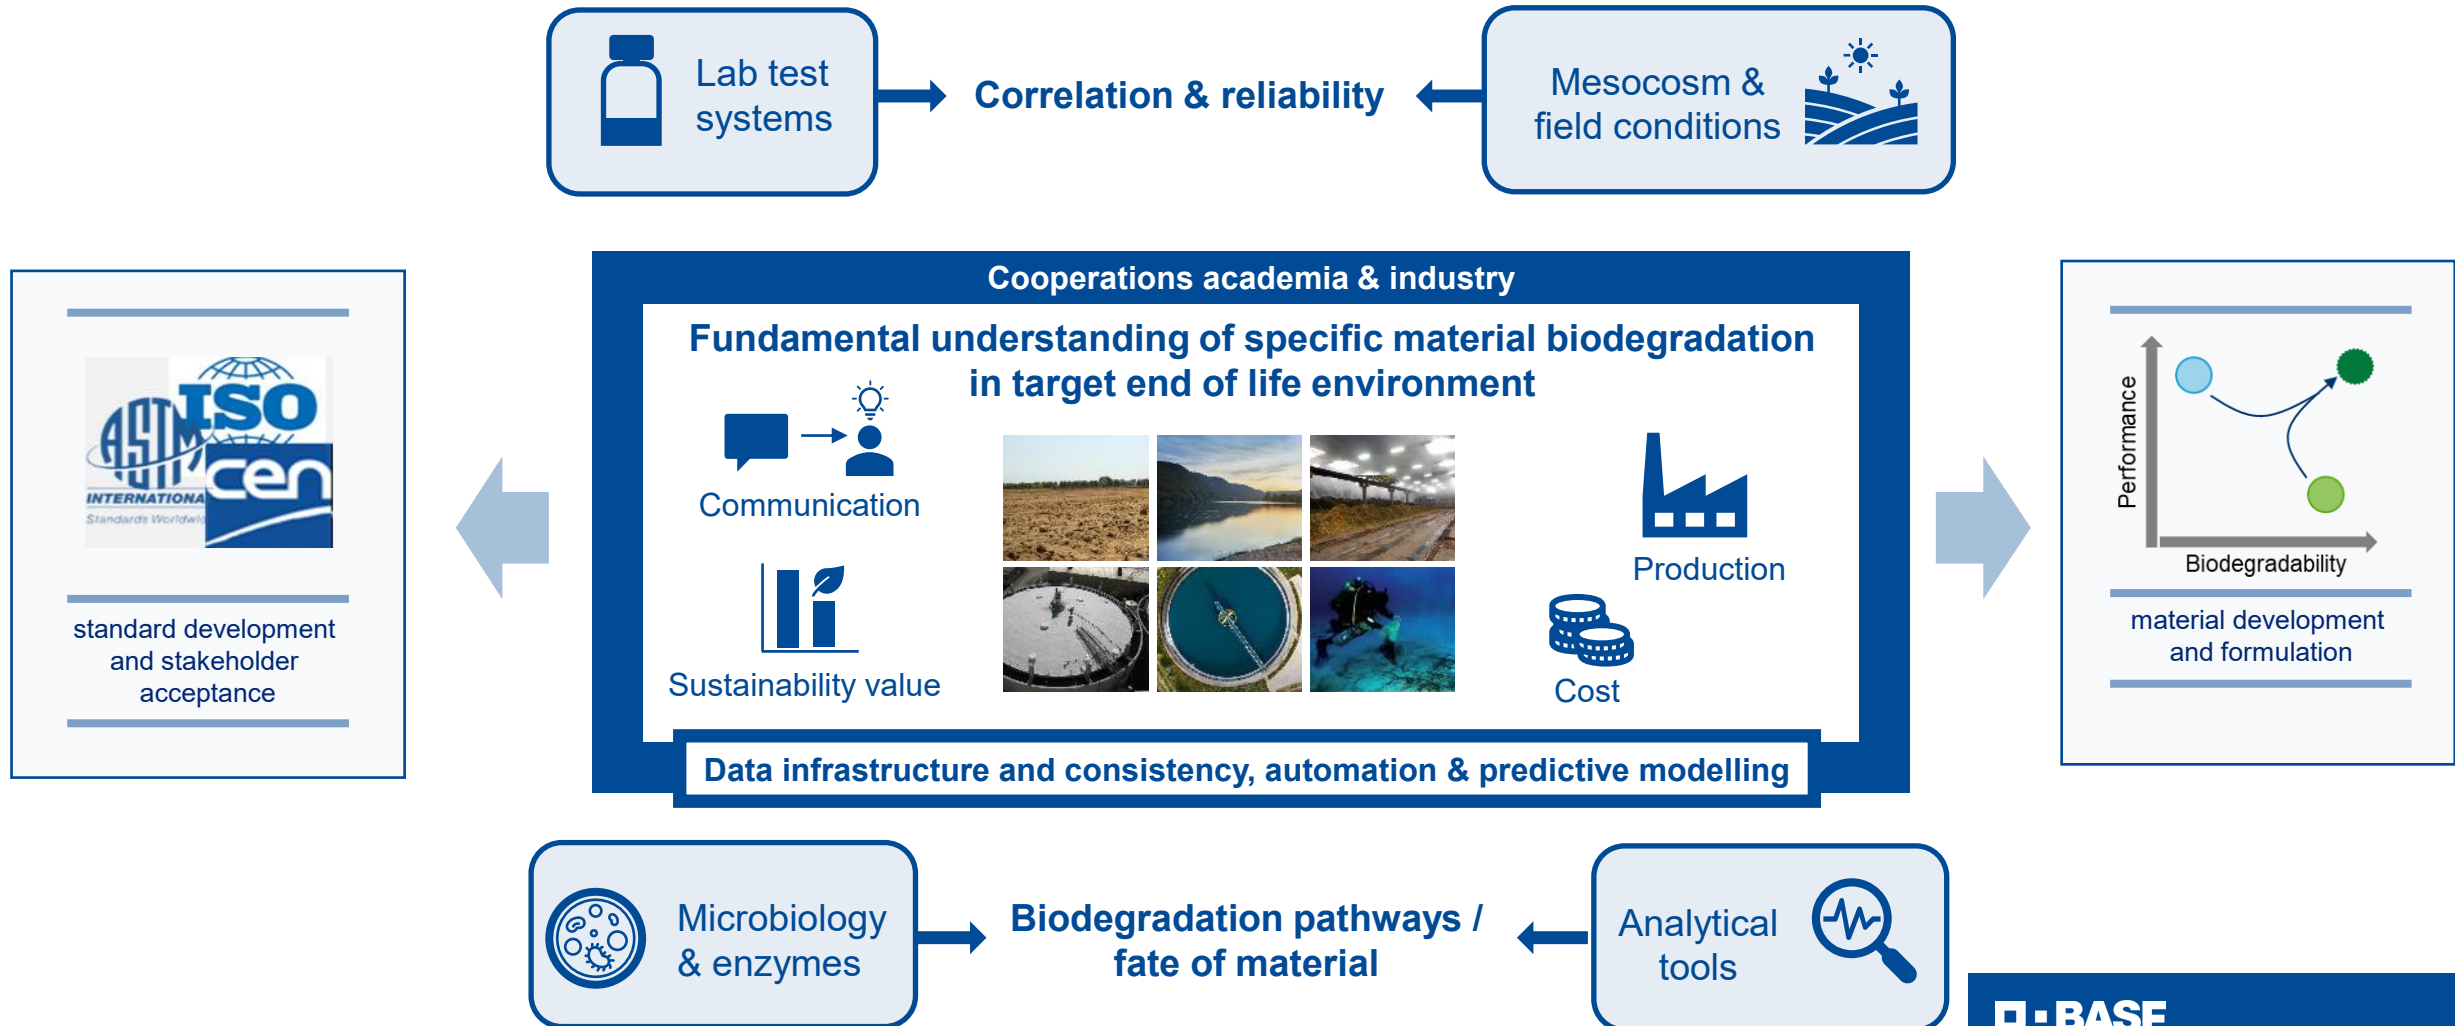 Lab test
systems
Correlation & reliability
Mesocosm &
field conditions
Cooperations academia & industry
Fundamental understanding of specific material biodegradation
in target end of life environment
Communication
Sustainability value
Production
Cost
Data infrastructure and consistency, automation & predictive modelling
ISO
ASTM
INTERNATIONA
cen
standard development
and stakeholder
acceptance
Performance
Biodegradability
material development
and formulation
Microbiology
& enzymes
Biodegradation pathways /
fate of material
Analytical
tools
BASF